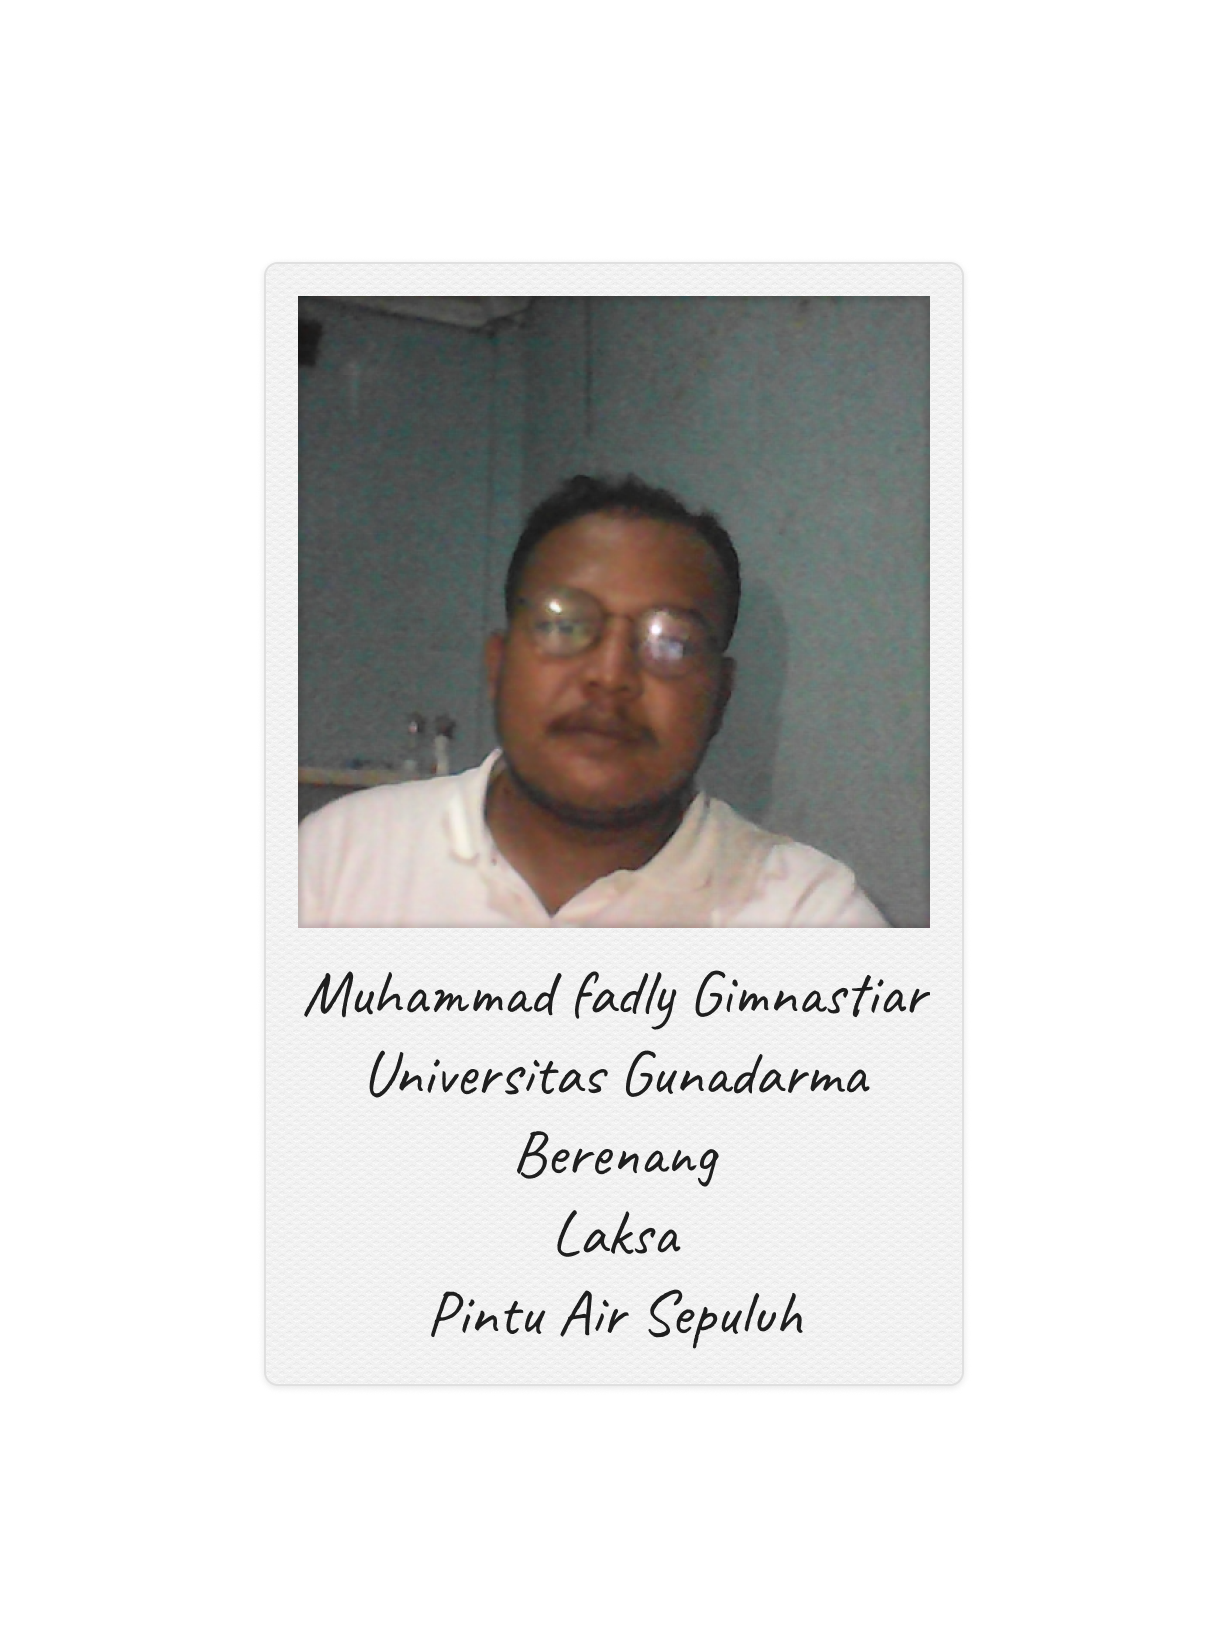 Muhammad fadly Gimnastiar
Universitas Gunadarma
Berenang
Laksa
Pintu Air Sepuluh